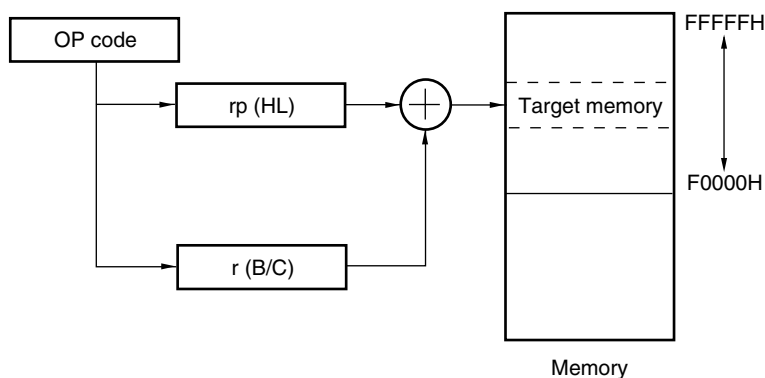 OP code
FFFFFH
rp (HL)
Target memory
F0000H
r (B/C)
Memory